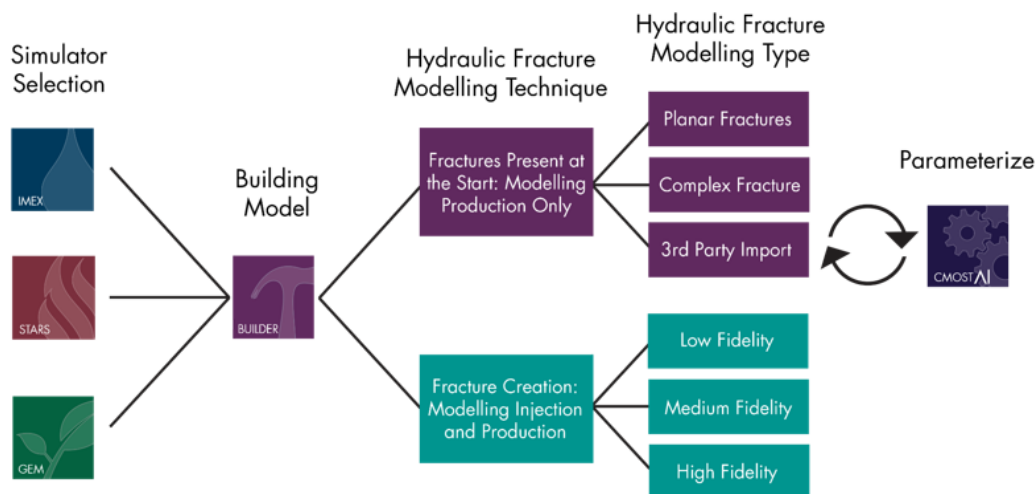 Simulator
Selection
IMEX
STARS
GEM
Building
Model
BUILDER
Hydraulic Fracture
Modelling Technique
Fractures Present at
the Start: Modelling
Production Only
Fracture Creation:
Modelling Injection
and Production
Hydraulic Fracture
Modelling Type
Planar Fractures
Complex Fracture
3rd Party Import
Low Fidelity
Medium Fidelity
High Fidelity
Parameterize
CMOST AI